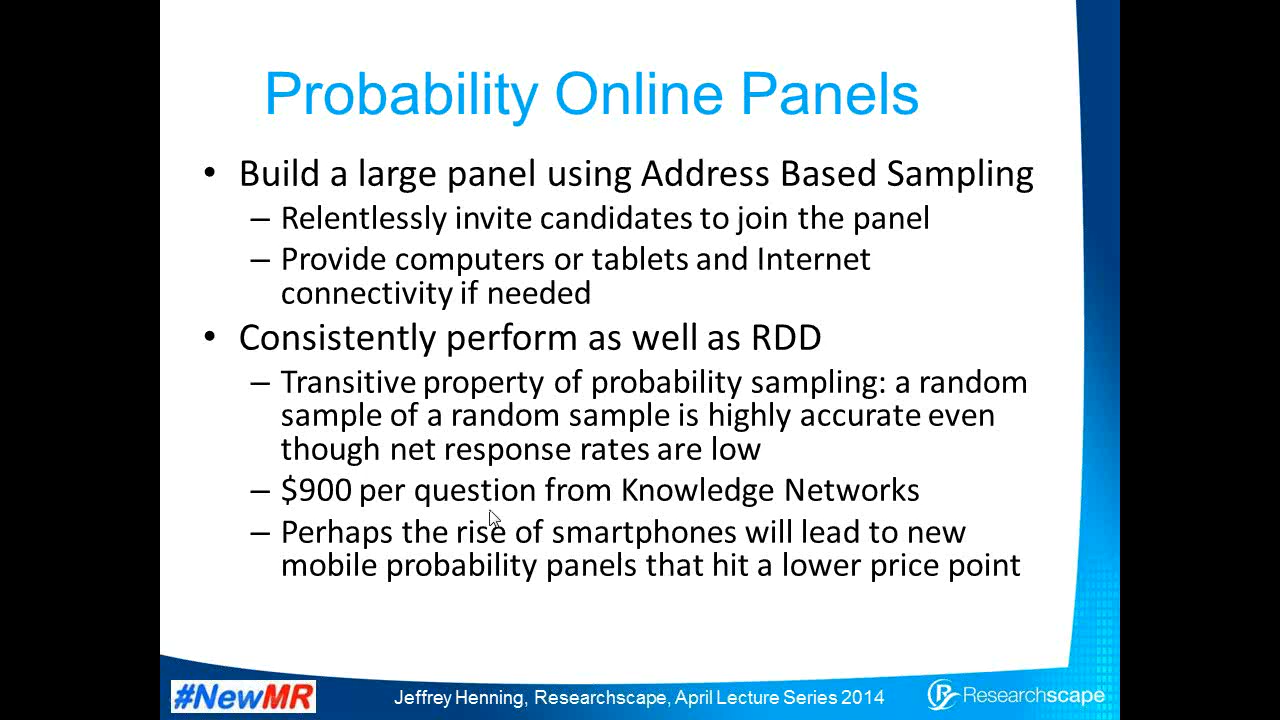 Probability Online Panels
• Build a large panel using Address Based Sampling
– Relentlessly invite candidates to join the panel
– Provide computers or tablets and Internet
connectivity if needed
• Consistently perform as well as RDD
– Transitive property of probability sampling: a random
sample of a random sample is highly accurate even
though net response rates are low
– $900 per question from Knowledge Networks
– Perhaps the rise of smartphones will lead to new
mobile probability panels that hit a lower price point
#NewMR
Jeffrey Henning, Researchscape, April Lecture Series 2014
Researchscape